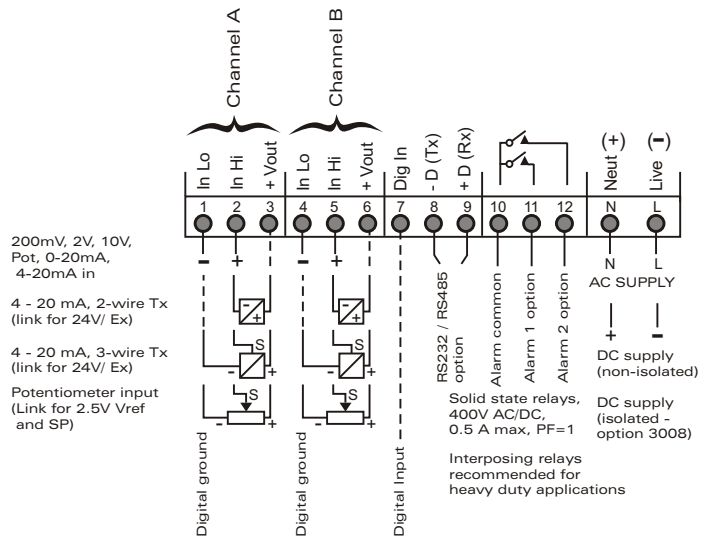 Channel A
Channel B
In Lo
In Hi
+ Vout
In Lo
In Hi
+ Vout
Dig In
- D (Tx)
+ D (Rx)
Neut (+)
Live (-)
1 2 3 4 5 6 7 8 9 10 11 12 N L
200mV, 2V, 10V,
Pot, 0-20mA,
4-20mA in
- +
- +
N L
AC SUPPLY
4 - 20 mA, 2-wire Tx
(link for 24V/ Ex)
- +
- +
+ -
4 - 20 mA, 3-wire Tx
(link for 24V/ Ex)
S
- +
S
- +
DC supply
(non-isolated)
Potentiometer input
(Link for 2.5V Vref
and SP)
S
- +
S
- +
RS232 / RS485
option
Alarm common
Alarm 1 option
Alarm 2 option
DC supply
(isolated -
option 3008)
Solid state relays,
400V AC/DC,
0.5 A max, PF=1
Interposing relays
recommended for
heavy duty applications
Digital ground
Digital ground
Digital Input